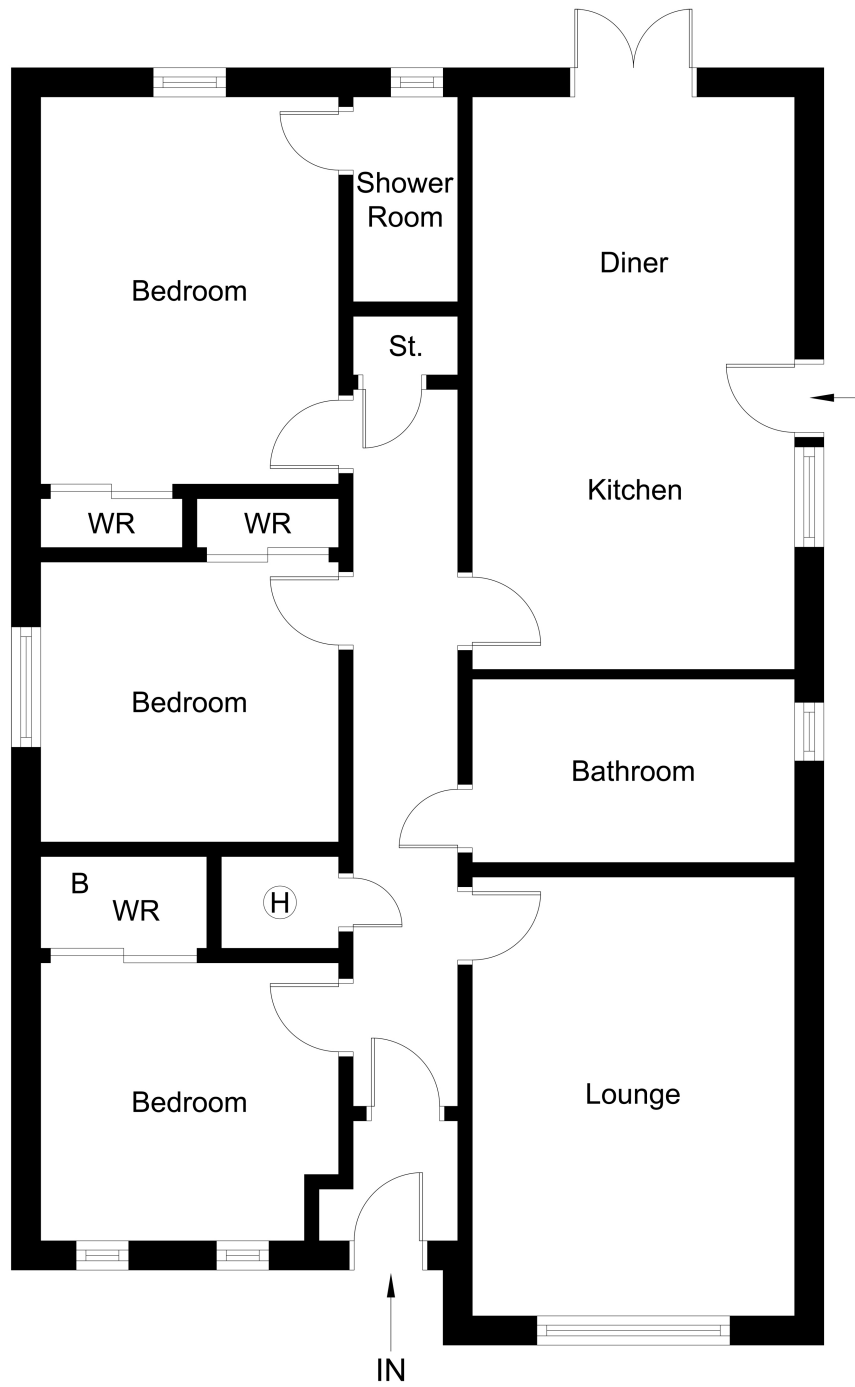 Shower
Room
Diner
Bedroom
St.
Kitchen
WR
WR
Bedroom
Bathroom
B
WR
H
Bedroom
Lounge
IN